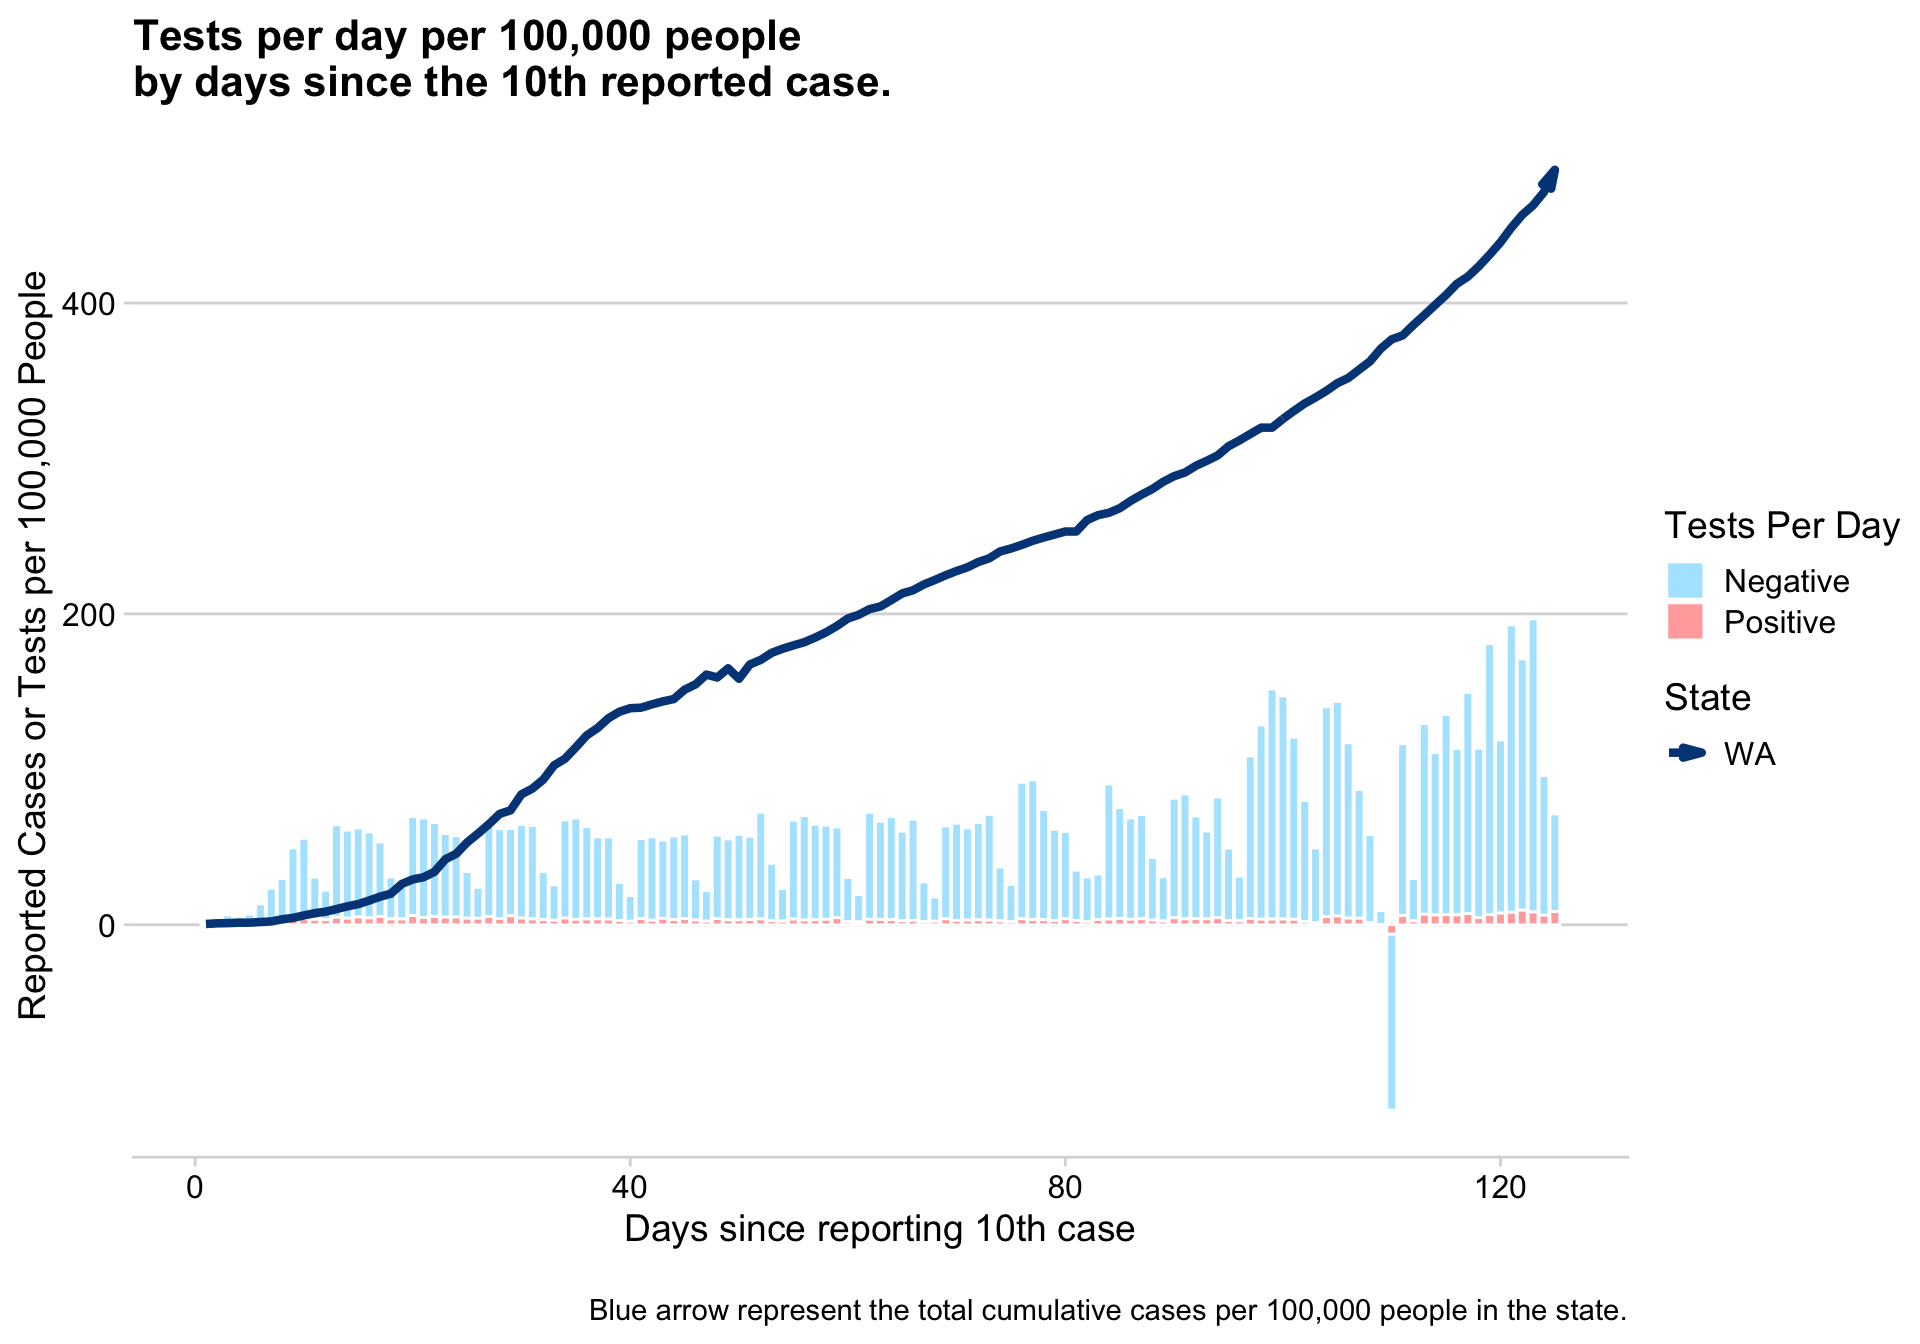 Tests per day per 100,000 people
by days since the 10th reported case.
Reported Cases or Tests per 100,000 People
400
200
0
0
40
80
120
Days since reporting 10th case
Tests Per Day
Negative
Positive
State
WA
Blue arrow represent the total cumulative cases per 100,000 people in the state.